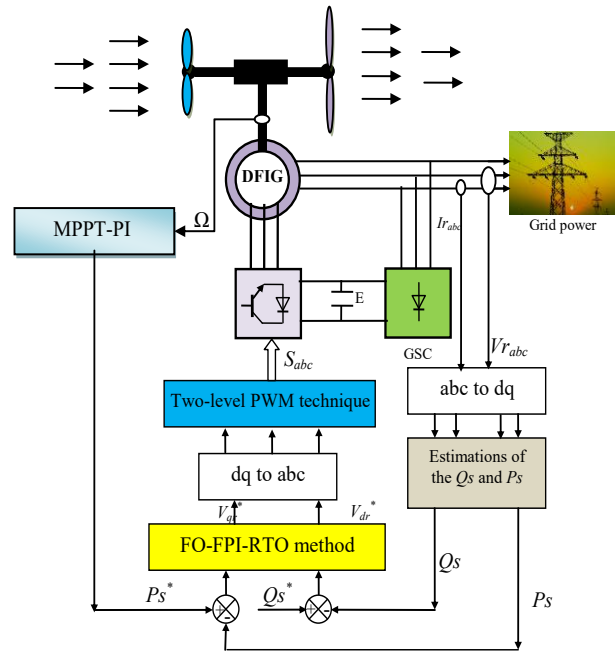 DFIG
Grid power
Ω
MPPT-PI
Ir_abc
E
GSC
Vr_abc
S_abc
abc to dq
Two-level PWM technique
Estimations of
the Qs and Ps
dq to abc
V_qr*
V_dr*
FO-FPI-RTO method
Qs
Ps*
Qs*
Ps
+
-
+
-